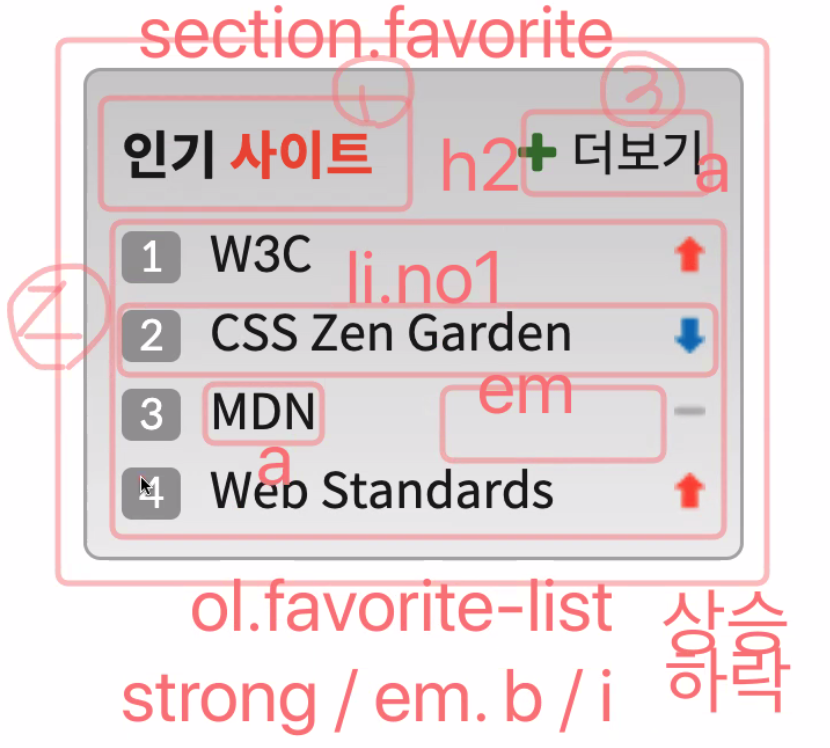 section.favorite
1
3
인기 사이트
h2
더보기
a
1 W3C
li.no1
2
2 CSS Zen Garden
em
3 MDN
a
4 Web Standards
ol.favorite-list
상승
하락
strong / em. b / i